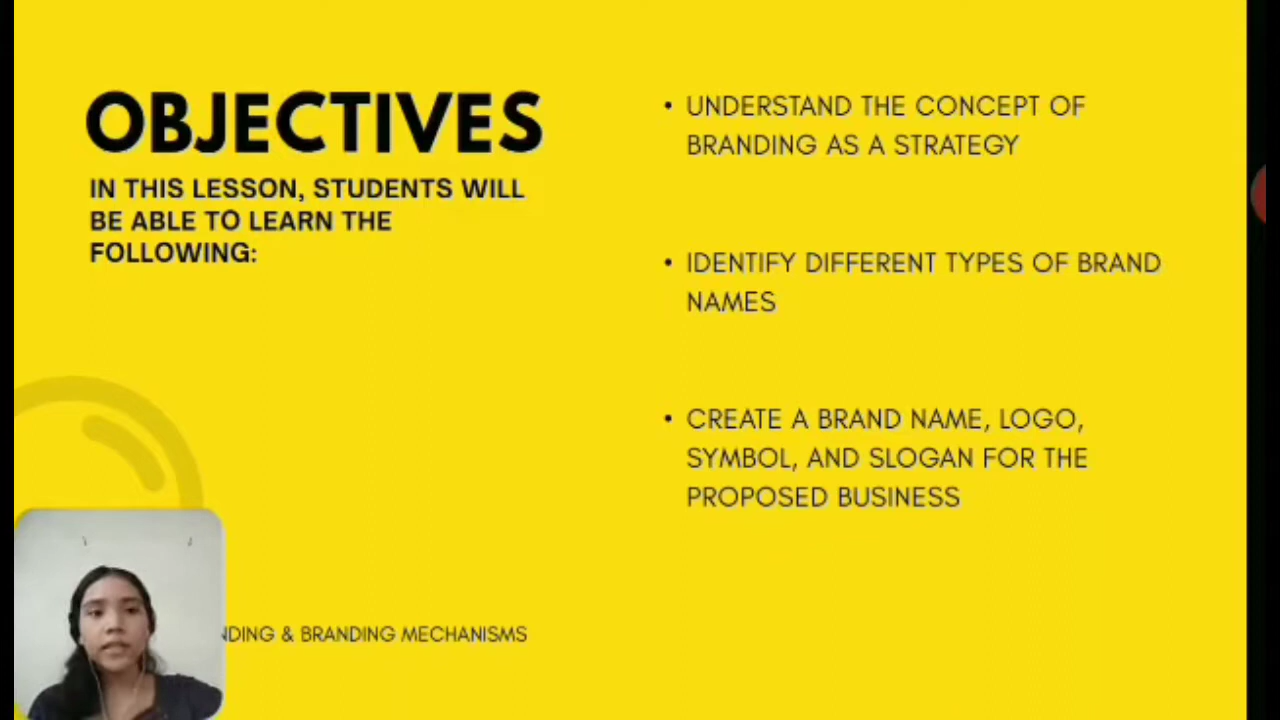 OBJECTIVES
IN THIS LESSON, STUDENTS WILL
BE ABLE TO LEARN THE
FOLLOWING:
• UNDERSTAND THE CONCEPT OF
BRANDING AS A STRATEGY
• IDENTIFY DIFFERENT TYPES OF BRAND
NAMES
• CREATE A BRAND NAME, LOGO,
SYMBOL, AND SLOGAN FOR THE
PROPOSED BUSINESS
& BRANDING MECHANISMS